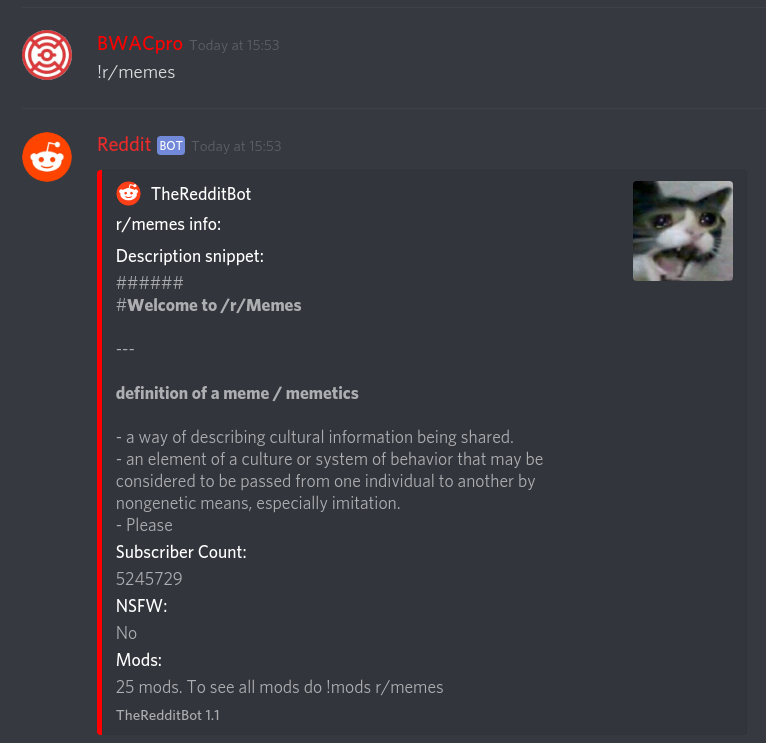 BWACpro Today at 15:53
!r/memes
Reddit BOT Today at 15:53
TheRedditBot
r/memes info:
Description snippet:
######
#Welcome to /r/Memes
---
definition of a meme / memetics
- a way of describing cultural information being shared.
- an element of a culture or system of behavior that may be
considered to be passed from one individual to another by
nongenetic means, especially imitation.
- Please
Subscriber Count:
5245729
NSFW:
No
Mods:
25 mods. To see all mods do !mods r/memes
TheRedditBot 1.1